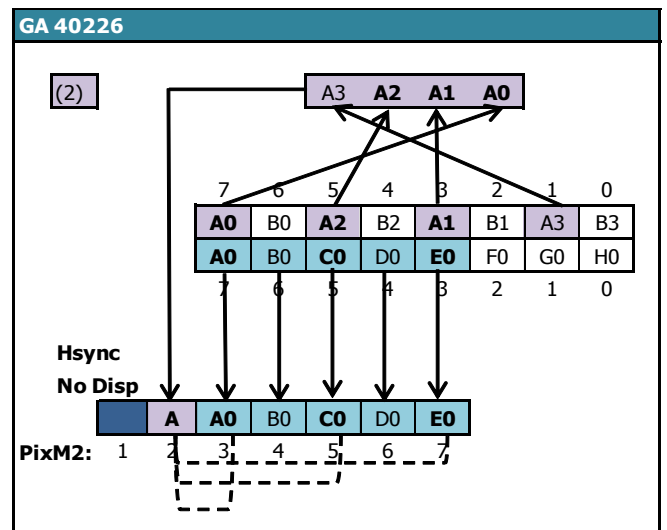 GA 40226
(2)
A3 A2 A1 A0
7 6 5 4 3 2 1 0
A0 B0 A2 B2 A1 B1 A3 B3
A0 B0 C0 D0 E0 F0 G0 H0
7 6 5 4 3 2 1 0
Hsync
No Disp
A A0 B0 C0 D0 E0
PixM2: 1 2 3 4 5 6 7